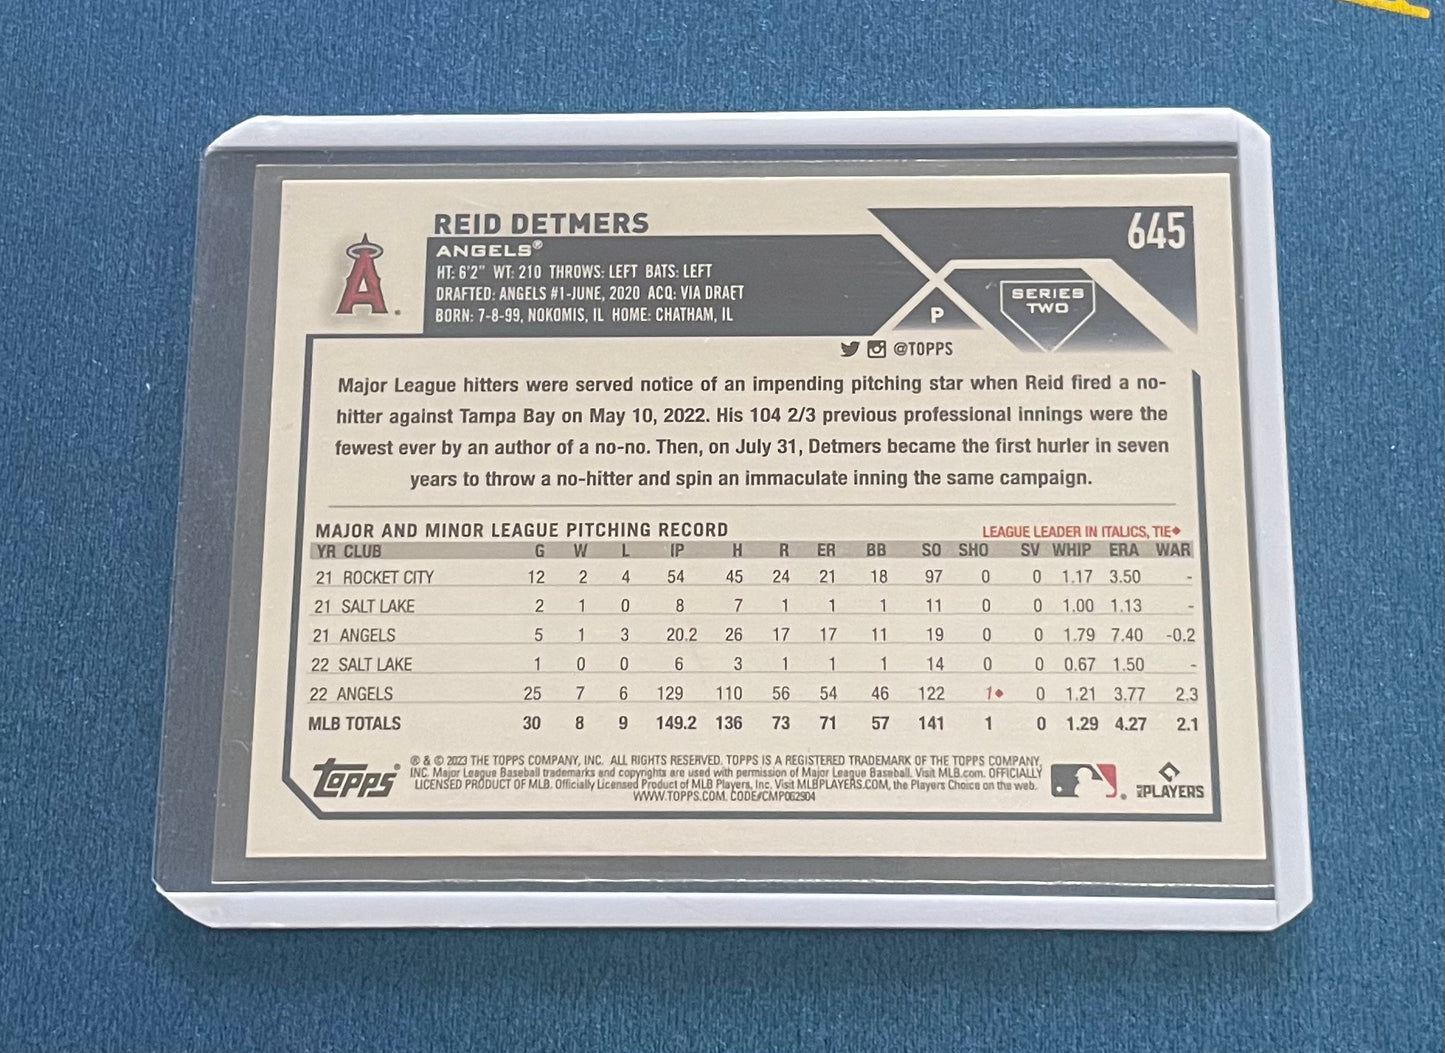 REID DETMERS
645
ANGELS®
HT: 6'2" WT: 210 THROWS: LEFT BATS: LEFT
DRAFTED: ANGELS #1-JUNE, 2020 ACQ: VIA DRAFT
BORN: 7-8-99, NOKOMIS, IL HOME: CHATHAM, IL
A
P
SERIES
TWO
@TOPPS
Major League hitters were served notice of an impending pitching star when Reid fired a no-
hitter against Tampa Bay on May 10, 2022. His 104 2/3 previous professional innings were the
fewest ever by an author of a no-no. Then, on July 31, Detmers became the first hurler in seven
years to throw a no-hitter and spin an immaculate inning the same campaign.
MAJOR AND MINOR LEAGUE PITCHING RECORD LEAGUE LEADER IN ITALICS, TIE◆
YR CLUB G W L IP H R ER BB SO SHO SV WHIP ERA WAR
21 ROCKET CITY 12 2 4 54 45 24 21 18 97 0 0 1.17 3.50 -
21 SALT LAKE 2 1 0 8 7 1 1 1 11 0 0 1.00 1.13 -
21 ANGELS 5 1 3 20.2 26 17 17 11 19 0 0 1.79 7.40 -0.2
22 SALT LAKE 1 0 0 6 3 1 1 1 14 0 0 0.67 1.50 -
22 ANGELS 25 7 6 129 110 56 54 46 122 1◆ 0 1.21 3.77 2.3
MLB TOTALS 30 8 9 149.2 136 73 71 57 141 1 0 1.29 4.27 2.1
Topps
® & © 2023 THE TOPPS COMPANY, INC. ALL RIGHTS RESERVED. TOPPS IS A REGISTERED TRADEMARK OF THE TOPPS COMPANY,
INC. Major League Baseball trademarks and copyrights are used with permission of Major League Baseball. Visit MLB.com. OFFICIALLY
LICENSED PRODUCT OF MLB. Officially Licensed Product of MLB Players, Inc. Visit MLBPLAYERS.COM, the Players Choice on the web.
WWW.TOPPS.COM. CODE#CMP062904
MLBPLAYERS